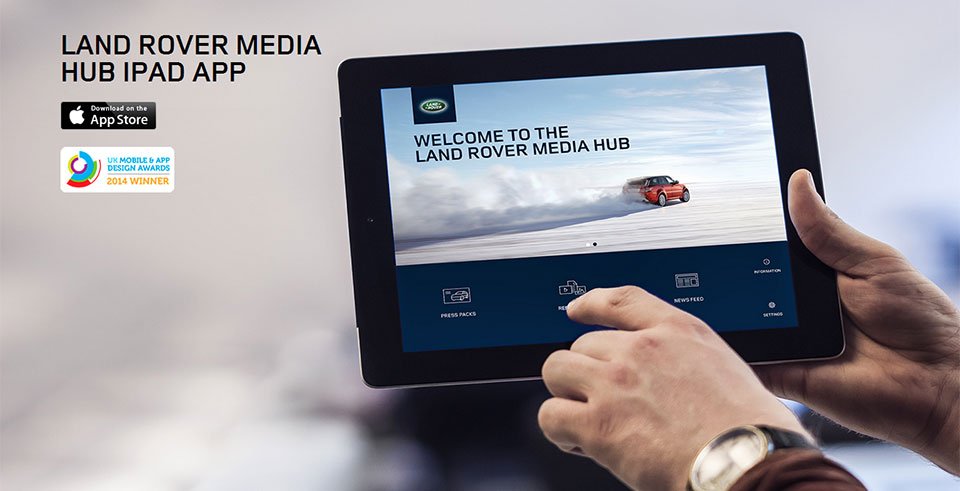 LAND ROVER MEDIA
HUB IPAD APP
Download on the
App Store
UK MOBILE & APP
DESIGN AWARDS
2014 WINNER
LAND
ROVER
WELCOME TO THE
LAND ROVER MEDIA HUB
PRESS PACKS
NEWS FEED
INFORMATION
SETTINGS